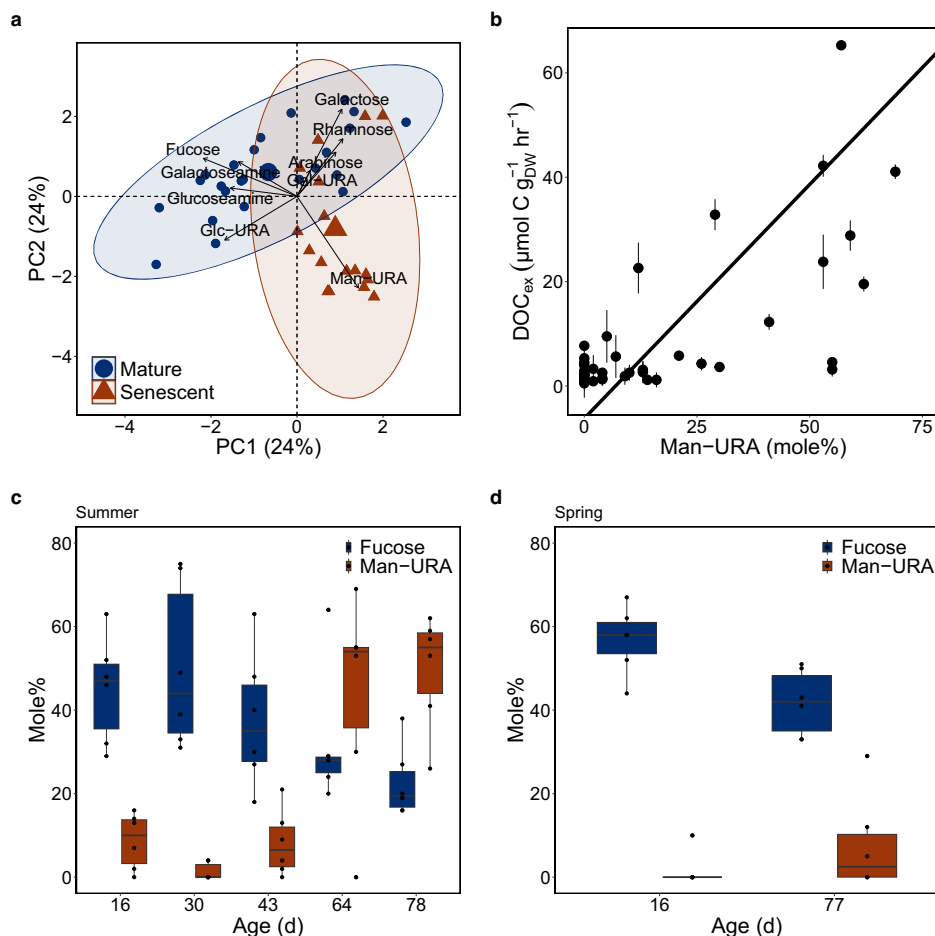 a
2
0
−2
−4
PC2 (24%)
Galactose
Rhamnose
Fucose
Arabinose
Galactoseamine
Gal−URA
Glucoseamine
Glc−URA
Man−URA
Mature
Senescent
−4
−2
0
2
PC1 (24%)
b
60
40
20
0
DOCex (μmol C gDW−1 hr−1)
0
25
50
75
Man−URA (mole%)
c
Summer
80
60
40
20
0
Mole%
Fucose
Man−URA
16
30
43
64
78
Age (d)
d
Spring
80
60
40
20
0
Mole%
Fucose
Man−URA
16
77
Age (d)